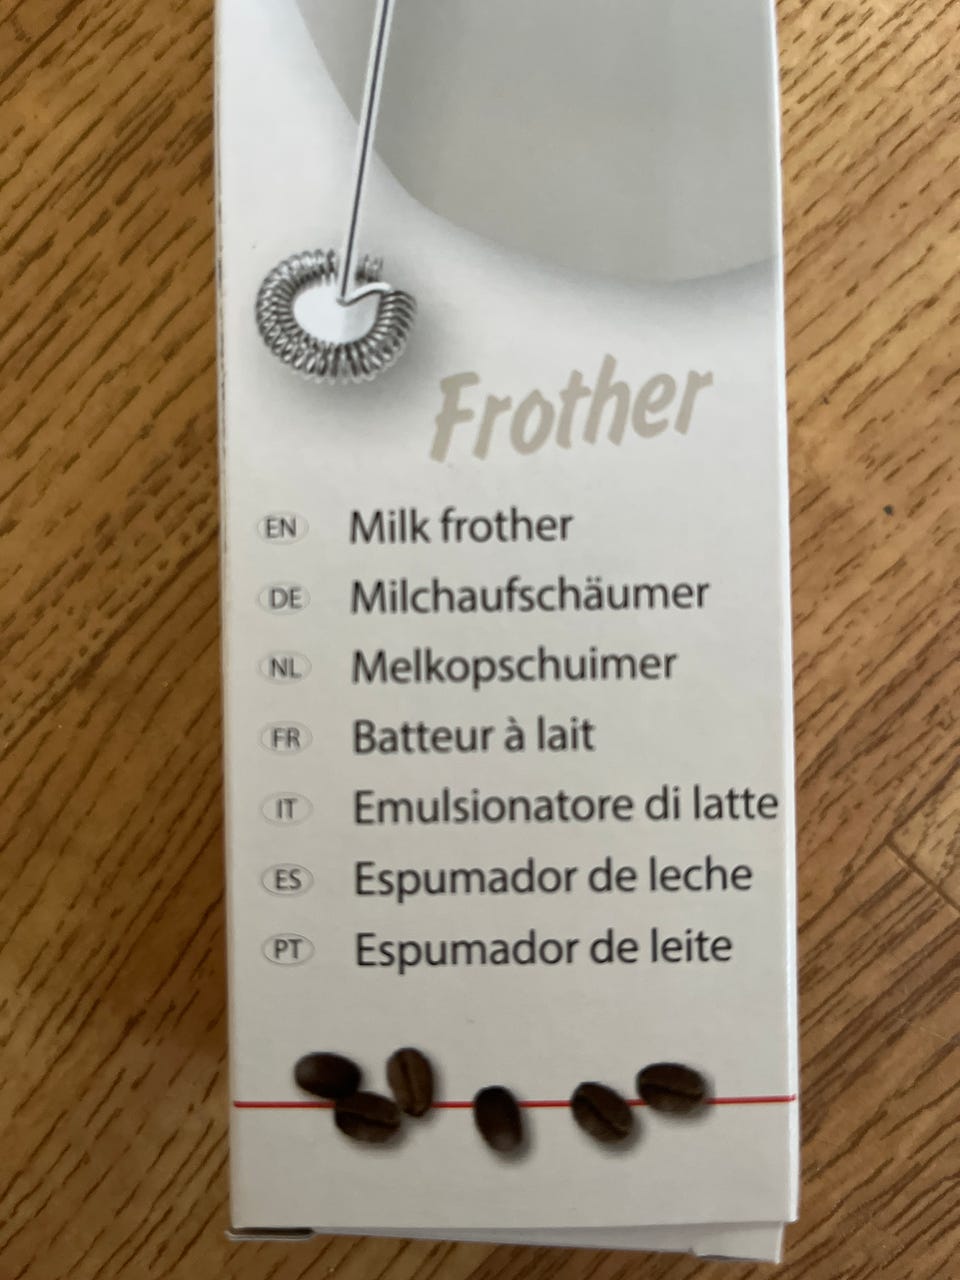 Frother
EN Milk frother
DE Milchaufschäumer
NL Melkopschuimer
FR Batteur à lait
IT Emulsionatore di latte
ES Espumador de leche
PT Espumador de leite